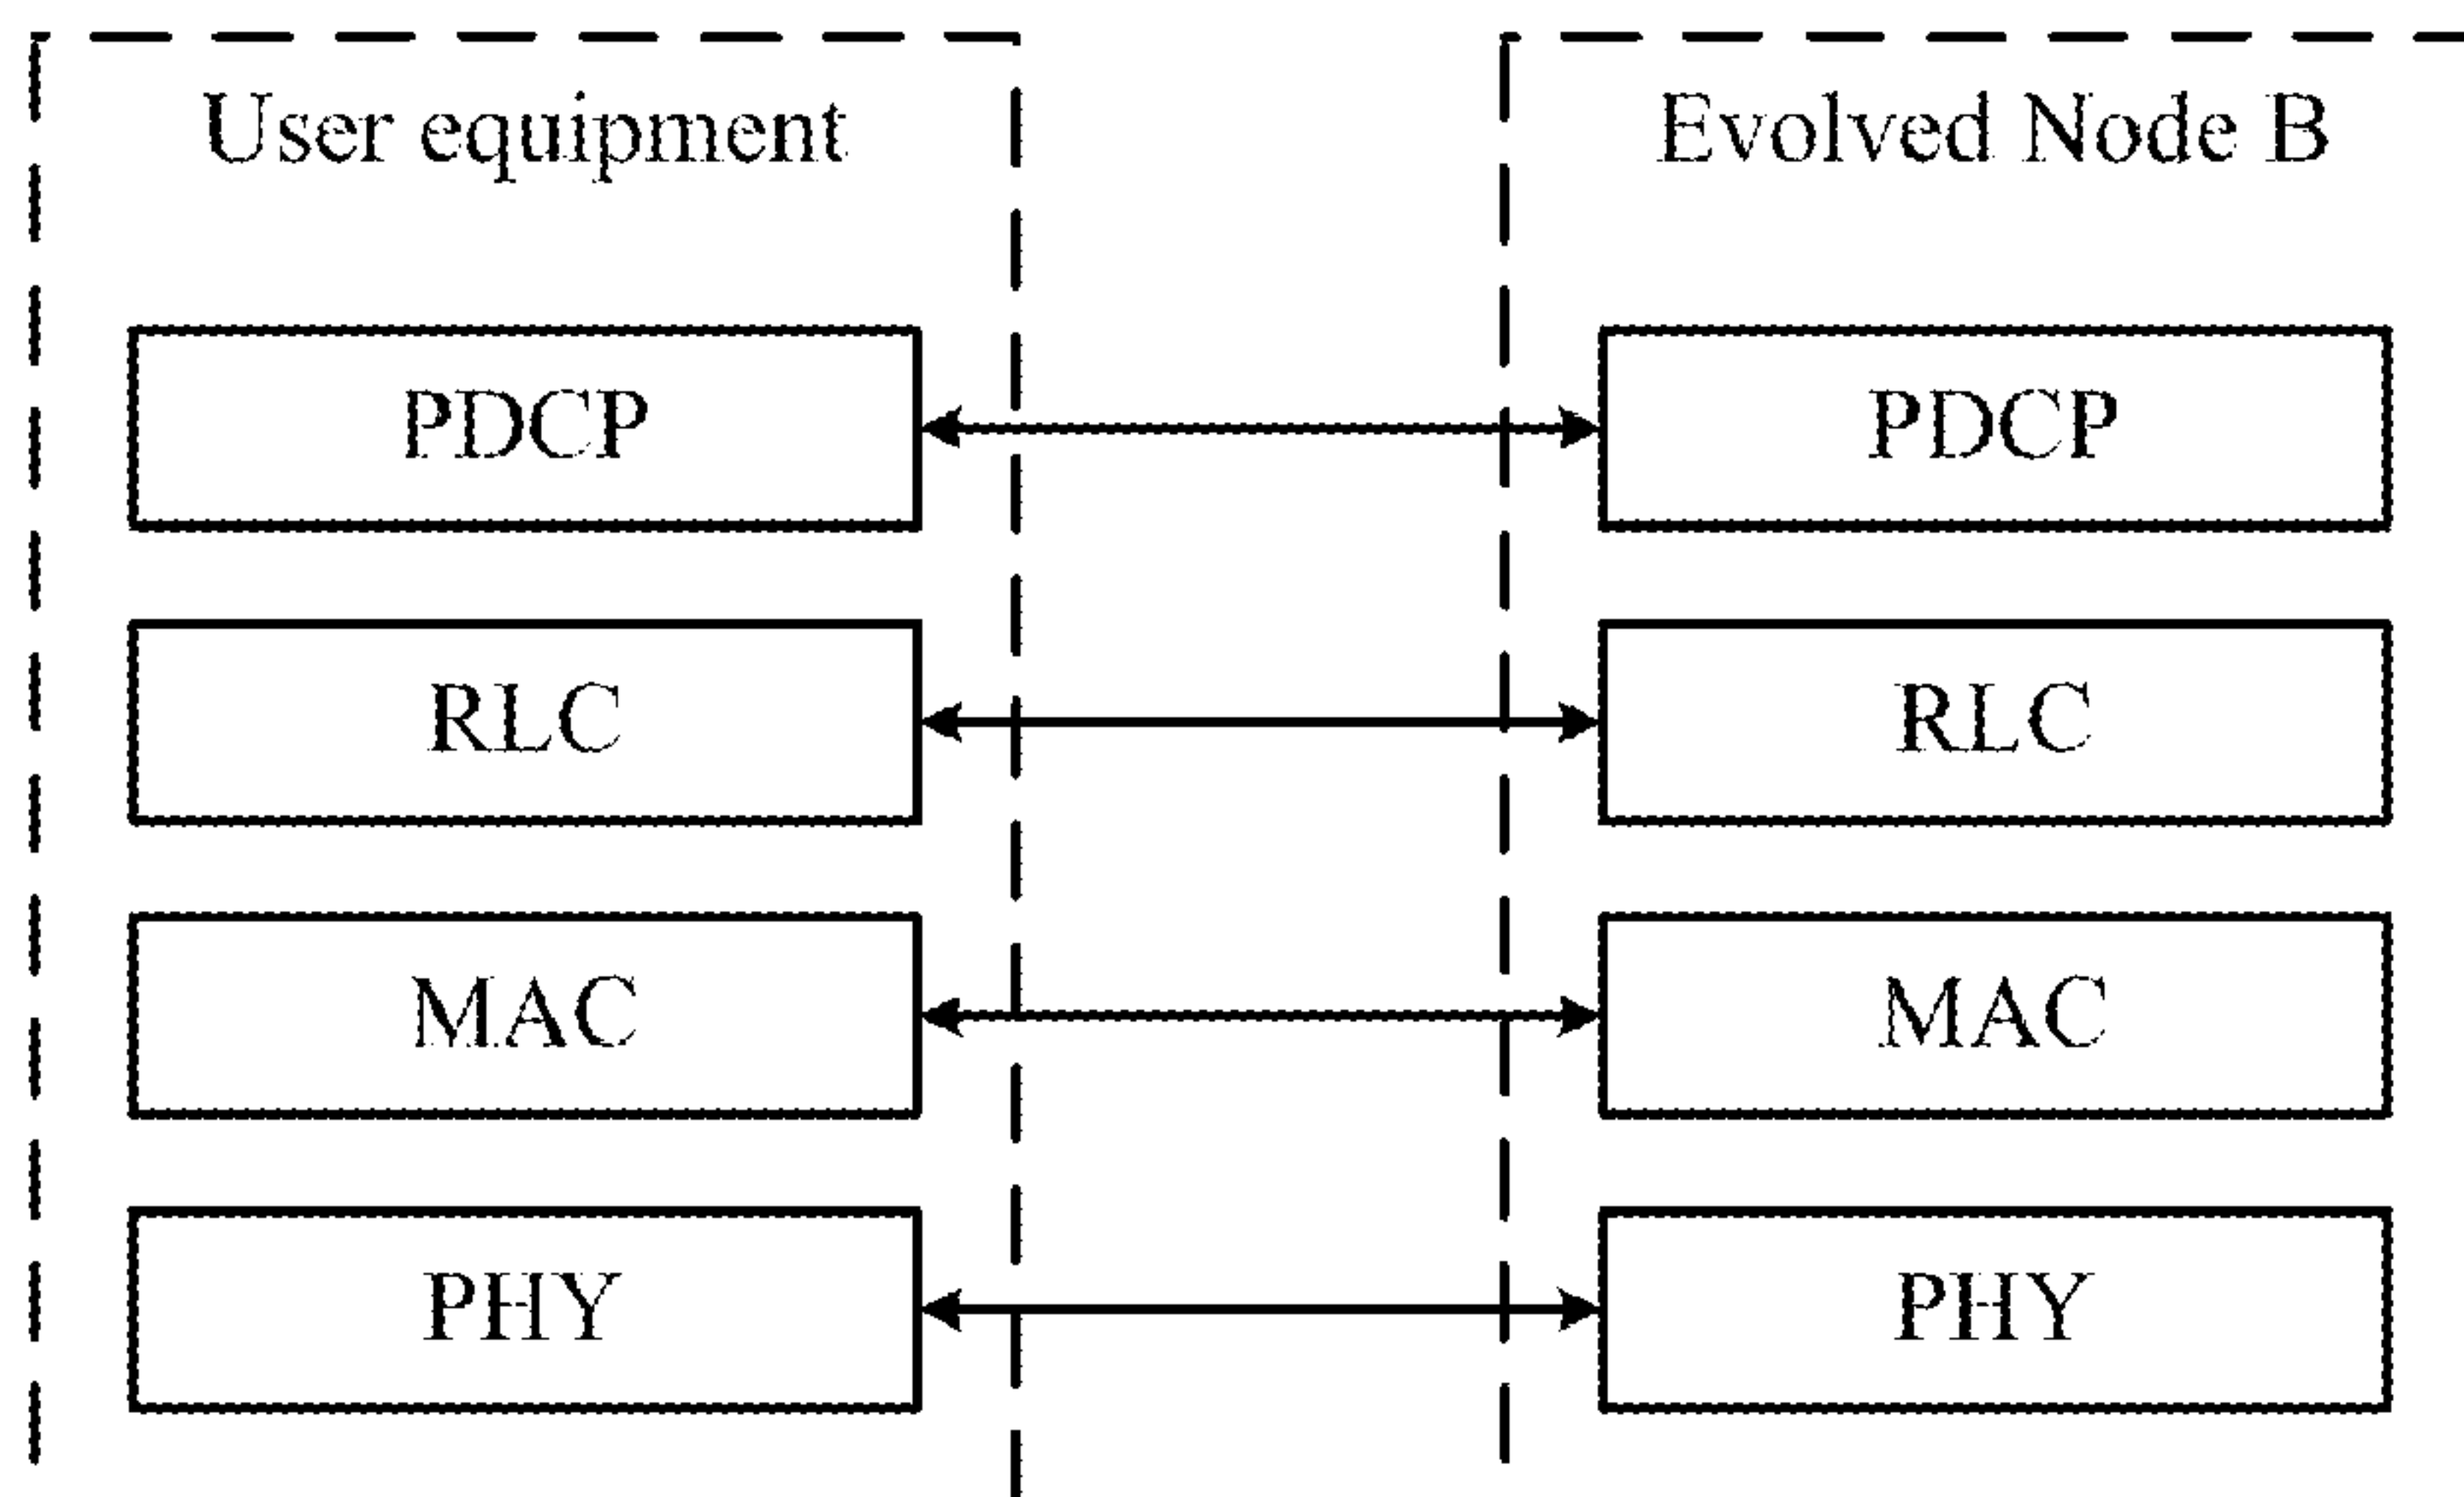 User equipment
Evolved Node B
PDCP
PDCP
RLC
RLC
MAC
MAC
PHY
PHY